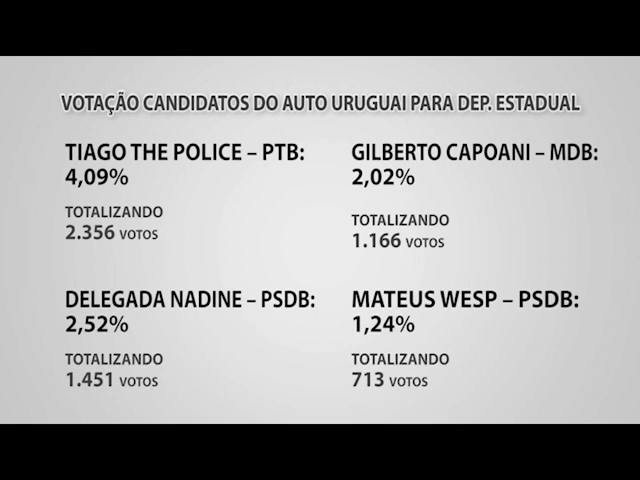 VOTAÇÃO CANDIDATOS DO AUTO URUGUAI PARA DEP. ESTADUAL
TIAGO THE POLICE – PTB:
4,09%
TOTALIZANDO
2.356 VOTOS
GILBERTO CAPOANI – MDB:
2,02%
TOTALIZANDO
1.166 VOTOS
DELEGADA NADINE – PSDB:
2,52%
TOTALIZANDO
1.451 VOTOS
MATEUS WESP – PSDB:
1,24%
TOTALIZANDO
713 VOTOS